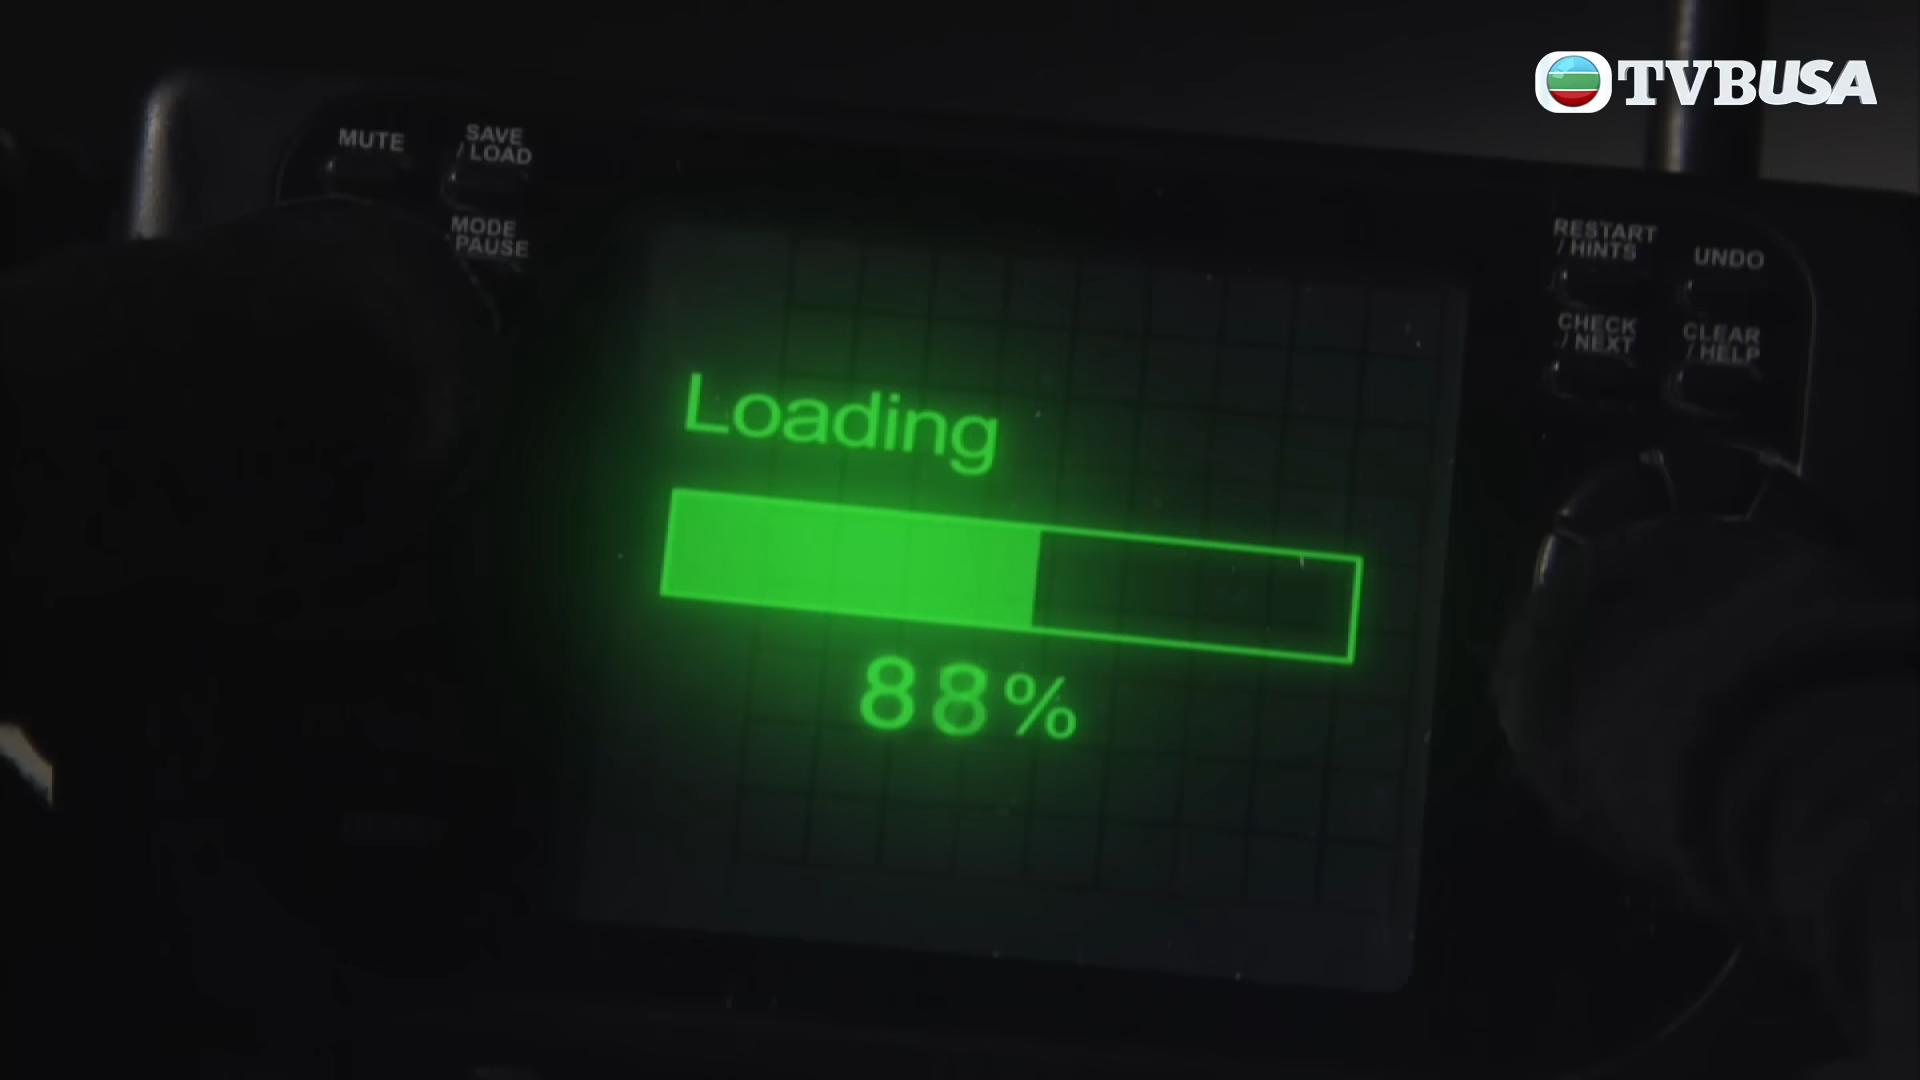 TVBUSA
MUTE
SAVE
/ LOAD
MODE
PAUSE
RESTART
/ HINTS
UNDO
CHECK
/ NEXT
CLEAR
/ HELP
Loading
88%